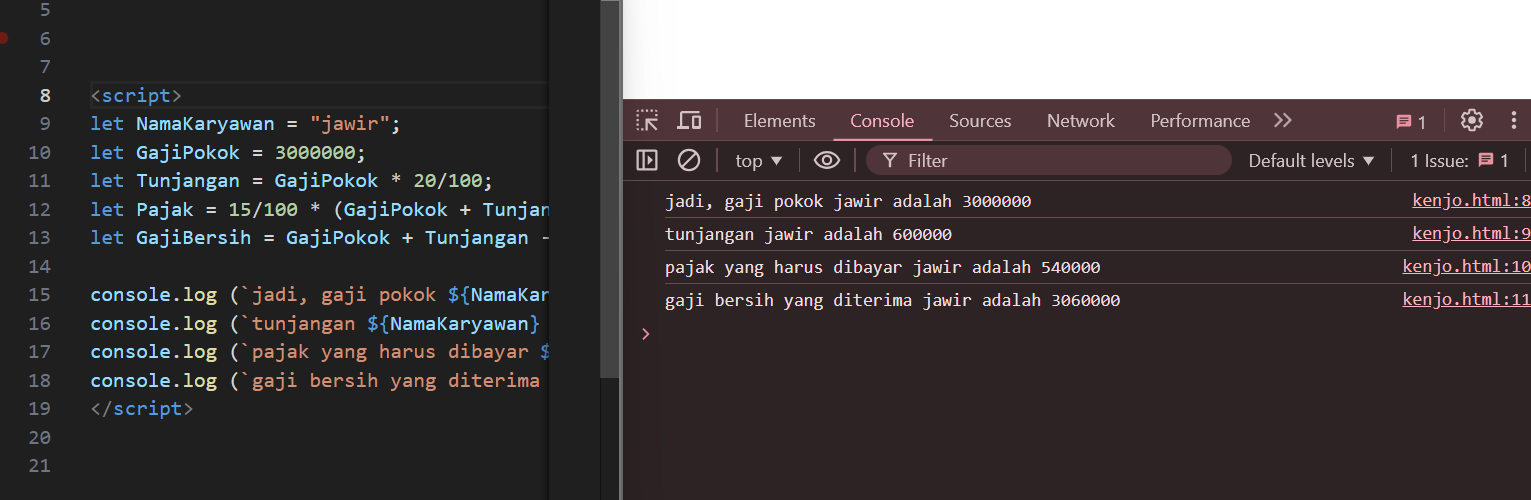 5
6
7
8 <script>
9 let NamaKaryawan = "jawir";
10 let GajiPokok = 3000000;
11 let Tunjangan = GajiPokok * 20/100;
12 let Pajak = 15/100 * (GajiPokok + Tunjan
13 let GajiBersih = GajiPokok + Tunjangan -
14
15 console.log (`jadi, gaji pokok ${NamaKar
16 console.log (`tunjangan ${NamaKaryawan}
17 console.log (`pajak yang harus dibayar $
18 console.log (`gaji bersih yang diterima
19 </script>
20
21
Elements Console Sources Network Performance 1
top Filter Default levels 1 Issue: 1
jadi, gaji pokok jawir adalah 3000000 kenjo.html:8
tunjangan jawir adalah 600000 kenjo.html:9
pajak yang harus dibayar jawir adalah 540000 kenjo.html:10
gaji bersih yang diterima jawir adalah 3060000 kenjo.html:11